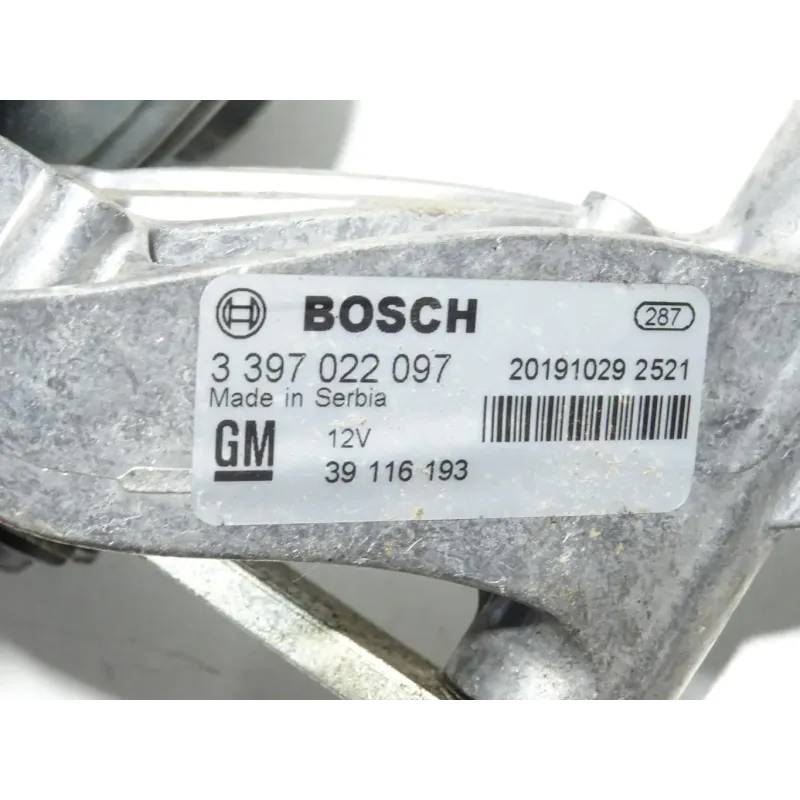 BOSCH 287
3 397 022 097 20191029 2521
Made in Serbia
GM 12V
39 116 193